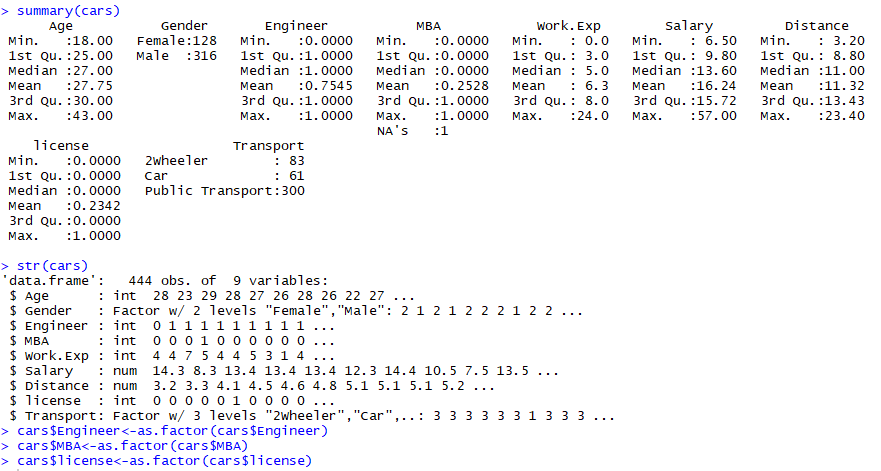 > summary(cars)
      Age           Gender       Engineer           MBA            Work.Exp        Salary         Distance
 Min.   :18.00   Female:128   Min.   :0.0000   Min.   :0.0000   Min.   : 0.0   Min.   : 6.50   Min.   : 3.20
 1st Qu.:25.00   Male  :316   1st Qu.:1.0000   1st Qu.:0.0000   1st Qu.: 3.0   1st Qu.: 9.80   1st Qu.: 8.80
 Median :27.00                Median :1.0000   Median :0.0000   Median : 5.0   Median :13.60   Median :11.00
 Mean   :27.75                Mean   :0.7545   Mean   :0.2528   Mean   : 6.3   Mean   :16.24   Mean   :11.32
 3rd Qu.:30.00                3rd Qu.:1.0000   3rd Qu.:1.0000   3rd Qu.: 8.0   3rd Qu.:15.72   3rd Qu.:13.43
 Max.   :43.00                Max.   :1.0000   Max.   :1.0000   Max.   :24.0   Max.   :57.00   Max.   :23.40
                                               NA's   :1
    license                  Transport
 Min.   :0.0000   2Wheeler        : 83
 1st Qu.:0.0000   Car             : 61
 Median :0.0000   Public Transport:300
 Mean   :0.2342
 3rd Qu.:0.0000
 Max.   :1.0000
> str(cars)
'data.frame':   444 obs. of  9 variables:
 $ Age      : int  28 23 29 28 27 26 28 26 22 27 ...
 $ Gender   : Factor w/ 2 levels "Female","Male": 2 1 2 1 2 2 2 1 2 2 ...
 $ Engineer : int  0 1 1 1 1 1 1 1 1 1 ...
 $ MBA      : int  0 0 0 1 0 0 0 0 0 0 ...
 $ Work.Exp : int  4 4 7 5 4 4 5 3 1 4 ...
 $ Salary   : num  14.3 8.3 13.4 13.4 13.4 12.3 14.4 10.5 7.5 13.5 ...
 $ Distance : num  3.2 3.3 4.1 4.5 4.6 4.8 5.1 5.1 5.1 5.2 ...
 $ license  : int  0 0 0 0 0 1 0 0 0 0 ...
 $ Transport: Factor w/ 3 levels "2Wheeler","Car",..: 3 3 3 3 3 3 1 3 3 3 ...
> cars$Engineer<-as.factor(cars$Engineer)
> cars$MBA<-as.factor(cars$MBA)
> cars$license<-as.factor(cars$license)